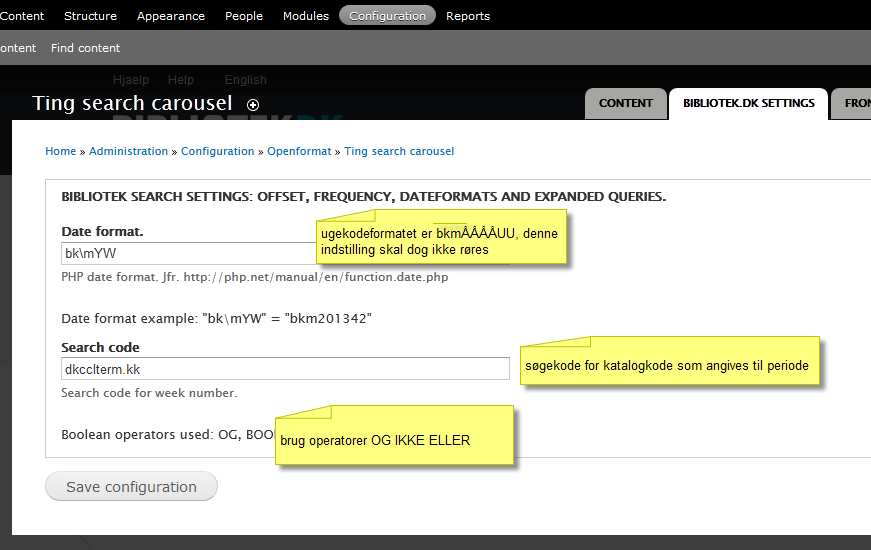 Content Structure Appearance People Modules Configuration Reports
ontent Find content
Hjaelp Help English
Ting search carousel
CONTENT BIBLIOTEK.DK SETTINGS FRON
BIBLIOTEK DK
Home » Administration » Configuration » Openformat » Ting search carousel
BIBLIOTEK SEARCH SETTINGS: OFFSET, FREQUENCY, DATEFORMATS AND EXPANDED QUERIES.
Date format.
ugekodeformatet er bkmÅÅÅÅUU, denne
indstilling skal dog ikke røres
bk\mYW
PHP date format. Jfr. http://php.net/manual/en/function.date.php
Date format example: "bk\mYW" = "bkm201342"
Search code
søgekode for katalogkode som angives til periode
dkcclterm.kk
Search code for week number.
Boolean operators used: OG, BOO
brug operatorer OG IKKE ELLER
Save configuration